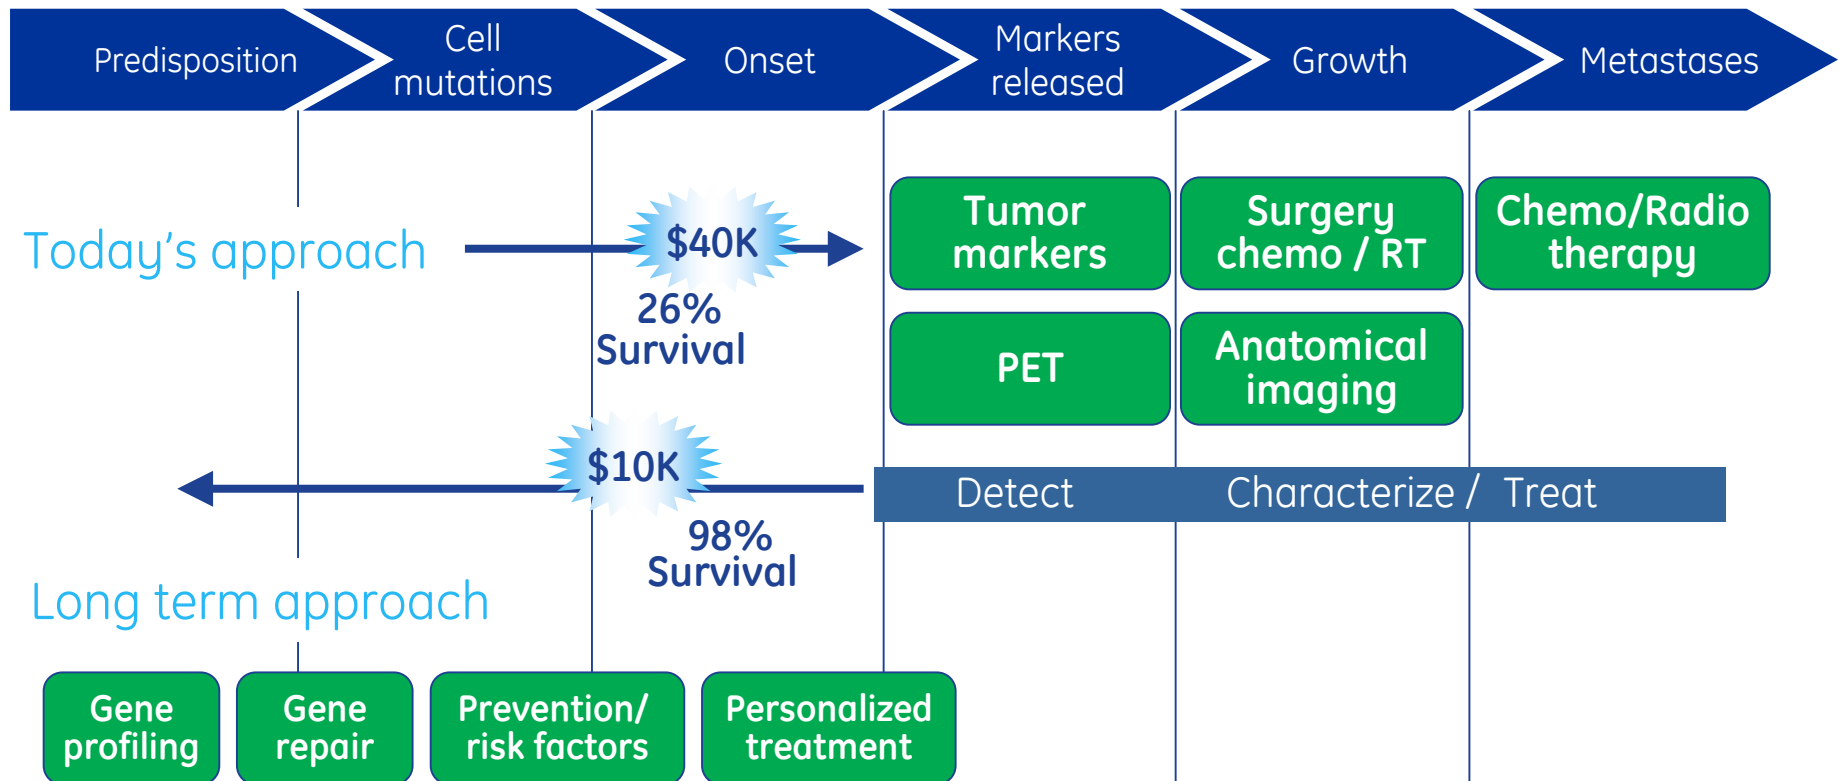 Predisposition
Cell
mutations
Onset
Markers
released
Growth
Metastases
Today's approach
$40K
26%
Survival
Tumor
markers
Surgery
chemo / RT
Chemo/Radio
therapy
PET
Anatomical
imaging
$10K
98%
Survival
Detect
Characterize / Treat
Long term approach
Gene
profiling
Gene
repair
Prevention/
risk factors
Personalized
treatment